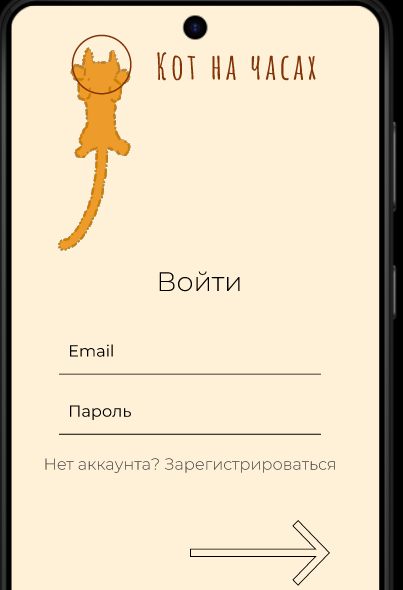 Кот на часах
Войти
Email
Пароль
Нет аккаунта? Зарегистрироваться